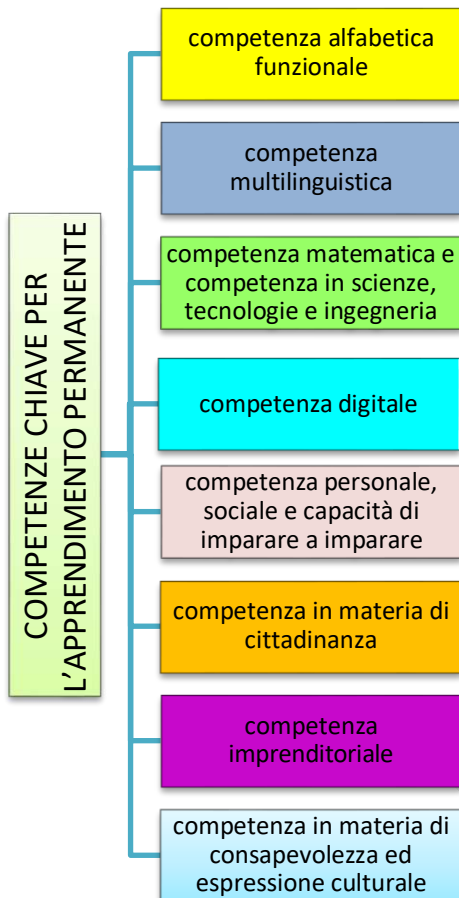 COMPETENZE CHIAVE PER
L'APPRENDIMENTO PERMANENTE
competenza alfabetica
funzionale
competenza
multilinguistica
competenza matematica e
competenza in scienze,
tecnologie e ingegneria
competenza digitale
competenza personale,
sociale e capacità di
imparare a imparare
competenza in materia di
cittadinanza
competenza
imprenditoriale
competenza in materia di
consapevolezza ed
espressione culturale